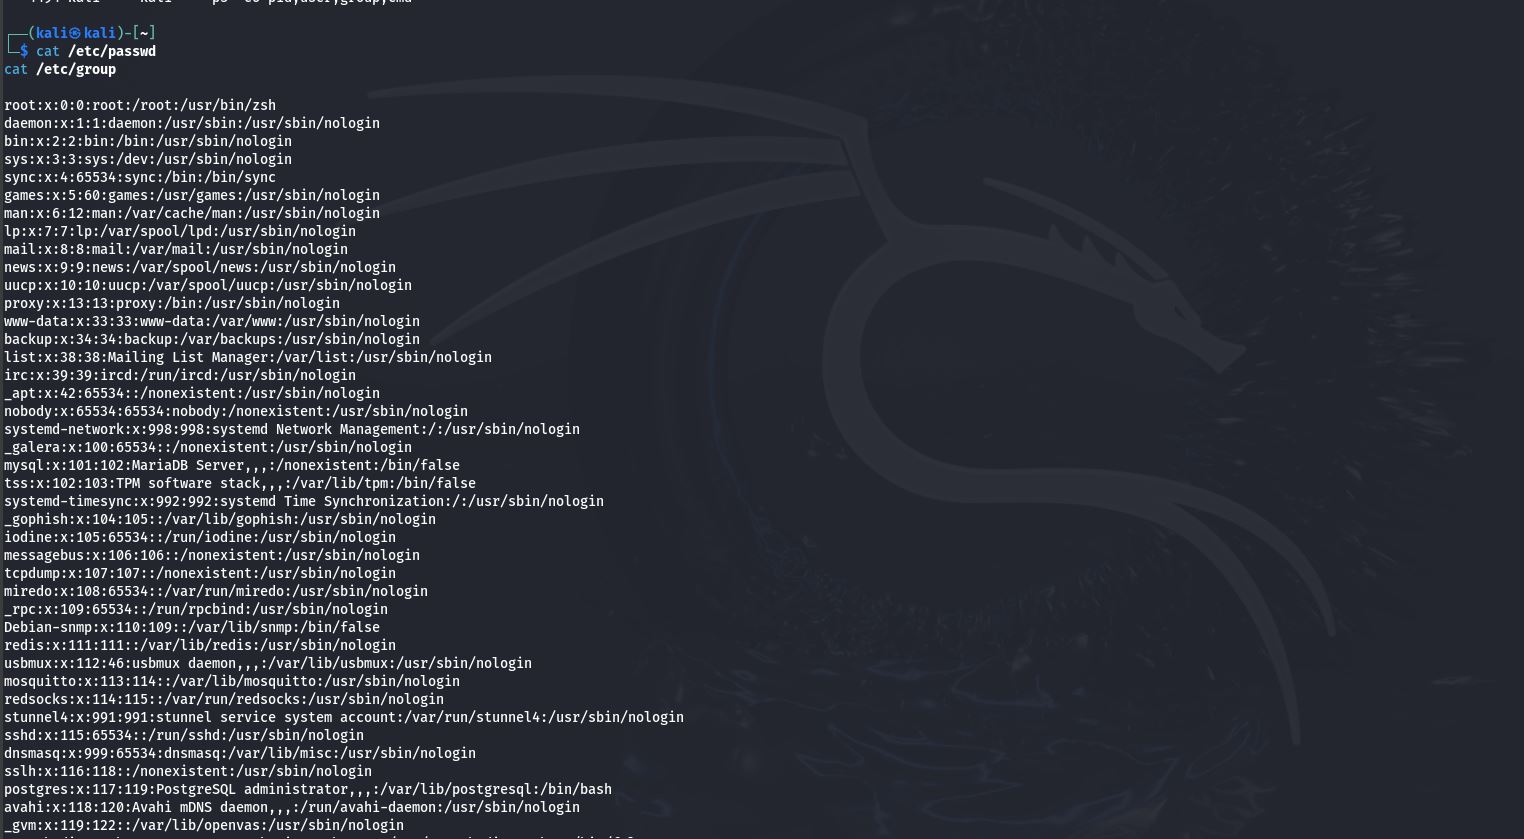 ┌──(kali㉿kali)-[~]
└─$ cat /etc/passwd
cat /etc/group
root:x:0:0:root:/root:/usr/bin/zsh
daemon:x:1:1:daemon:/usr/sbin:/usr/sbin/nologin
bin:x:2:2:bin:/bin:/usr/sbin/nologin
sys:x:3:3:sys:/dev:/usr/sbin/nologin
sync:x:4:65534:sync:/bin:/bin/sync
games:x:5:60:games:/usr/games:/usr/sbin/nologin
man:x:6:12:man:/var/cache/man:/usr/sbin/nologin
lp:x:7:7:lp:/var/spool/lpd:/usr/sbin/nologin
mail:x:8:8:mail:/var/mail:/usr/sbin/nologin
news:x:9:9:news:/var/spool/news:/usr/sbin/nologin
uucp:x:10:10:uucp:/var/spool/uucp:/usr/sbin/nologin
proxy:x:13:13:proxy:/bin:/usr/sbin/nologin
www-data:x:33:33:www-data:/var/www:/usr/sbin/nologin
backup:x:34:34:backup:/var/backups:/usr/sbin/nologin
list:x:38:38:Mailing List Manager:/var/list:/usr/sbin/nologin
irc:x:39:39:ircd:/run/ircd:/usr/sbin/nologin
_apt:x:42:65534::/nonexistent:/usr/sbin/nologin
nobody:x:65534:65534:nobody:/nonexistent:/usr/sbin/nologin
systemd-network:x:998:998:systemd Network Management:/:/usr/sbin/nologin
_galera:x:100:65534::/nonexistent:/usr/sbin/nologin
mysql:x:101:102:MariaDB Server,,,:/nonexistent:/bin/false
tss:x:102:103:TPM software stack,,,:/var/lib/tpm:/bin/false
systemd-timesync:x:992:992:systemd Time Synchronization:/:/usr/sbin/nologin
_gophish:x:104:105::/var/lib/gophish:/usr/sbin/nologin
iodine:x:105:65534::/run/iodine:/usr/sbin/nologin
messagebus:x:106:106::/nonexistent:/usr/sbin/nologin
tcpdump:x:107:107::/nonexistent:/usr/sbin/nologin
miredo:x:108:65534::/var/run/miredo:/usr/sbin/nologin
_rpc:x:109:65534::/run/rpcbind:/usr/sbin/nologin
Debian-snmp:x:110:109::/var/lib/snmp:/bin/false
redis:x:111:111::/var/lib/redis:/usr/sbin/nologin
usbmux:x:112:46:usbmux daemon,,,:/var/lib/usbmux:/usr/sbin/nologin
mosquitto:x:113:114::/var/lib/mosquitto:/usr/sbin/nologin
redsocks:x:114:115::/var/run/redsocks:/usr/sbin/nologin
stunnel4:x:991:991:stunnel service system account:/var/run/stunnel4:/usr/sbin/nologin
sshd:x:115:65534::/run/sshd:/usr/sbin/nologin
dnsmasq:x:999:65534:dnsmasq:/var/lib/misc:/usr/sbin/nologin
sslh:x:116:118::/nonexistent:/usr/sbin/nologin
postgres:x:117:119:PostgreSQL administrator,,,:/var/lib/postgresql:/bin/bash
avahi:x:118:120:Avahi mDNS daemon,,,:/run/avahi-daemon:/usr/sbin/nologin
_gvm:x:119:122::/var/lib/openvas:/usr/sbin/nologin